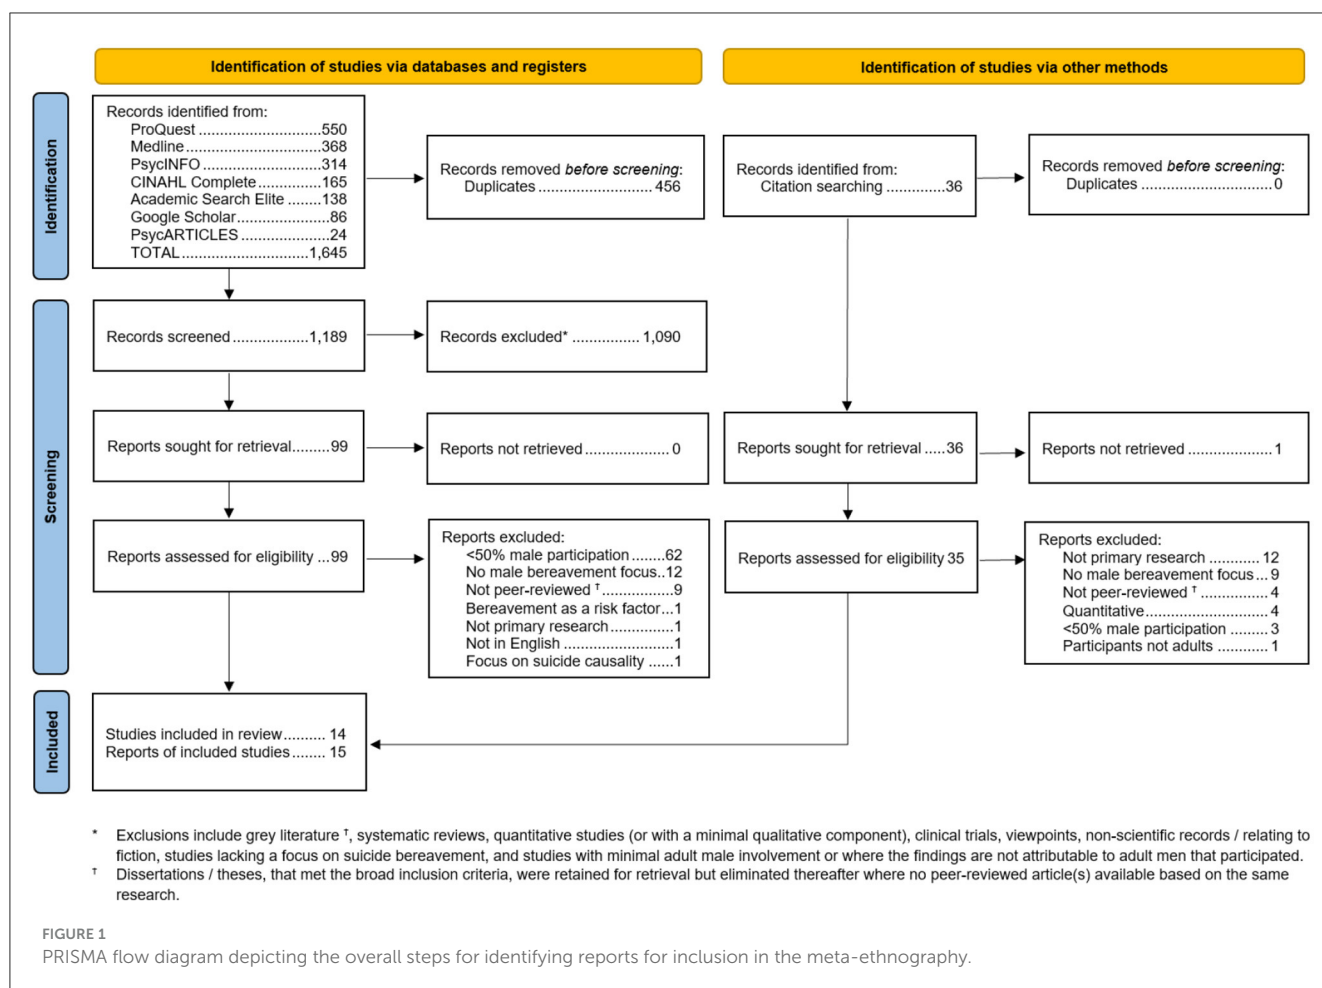 Identification of studies via databases and registers
Identification of studies via other methods
Identification
Records identified from:
ProQuest .............................550
Medline ................................368
PsycINFO ............................314
CINAHL Complete ...............165
Academic Search Elite ........138
Google Scholar ......................86
PsycARTICLES .....................24
TOTAL ..............................1,645
Records removed before screening:
Duplicates ........................... 456
Records identified from:
Citation searching ..............36
Records removed before screening:
Duplicates ...............................0
Screening
Records screened ..................1,189
Records excluded* ................ 1,090
Reports sought for retrieval.........99
Reports not retrieved .................... 0
Reports sought for retrieval .....36
Reports not retrieved .................... 1
Reports assessed for eligibility ...99
Reports excluded:
<50% male participation ........62
No male bereavement focus..12
Not peer-reviewed † .................9
Bereavement as a risk factor...1
Not primary research ...............1
Not in English ..........................1
Focus on suicide causality ......1
Reports assessed for eligibility 35
Reports excluded:
Not primary research ............ 12
No male bereavement focus ... 9
Not peer-reviewed † ................ 4
Quantitative ............................. 4
<50% male participation ......... 3
Participants not adults ............ 1
Included
Studies included in review .......... 14
Reports of included studies ........ 15
* Exclusions include grey literature †, systematic reviews, quantitative studies (or with a minimal qualitative component), clinical trials, viewpoints, non-scientific records / relating to
fiction, studies lacking a focus on suicide bereavement, and studies with minimal adult male involvement or where the findings are not attributable to adult men that participated.
† Dissertations / theses, that met the broad inclusion criteria, were retained for retrieval but eliminated thereafter where no peer-reviewed article(s) available based on the same
research.
FIGURE 1
PRISMA flow diagram depicting the overall steps for identifying reports for inclusion in the meta-ethnography.